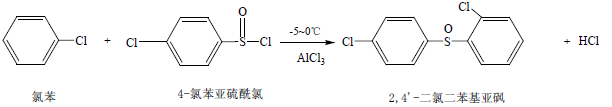 Cl
+
Cl
O
S
Cl
-5~0℃
AlCl3
Cl
SO
Cl
+ HCl
氯苯
4-氯苯亚硫酰氯
2,4'-二氯二苯基亚砜